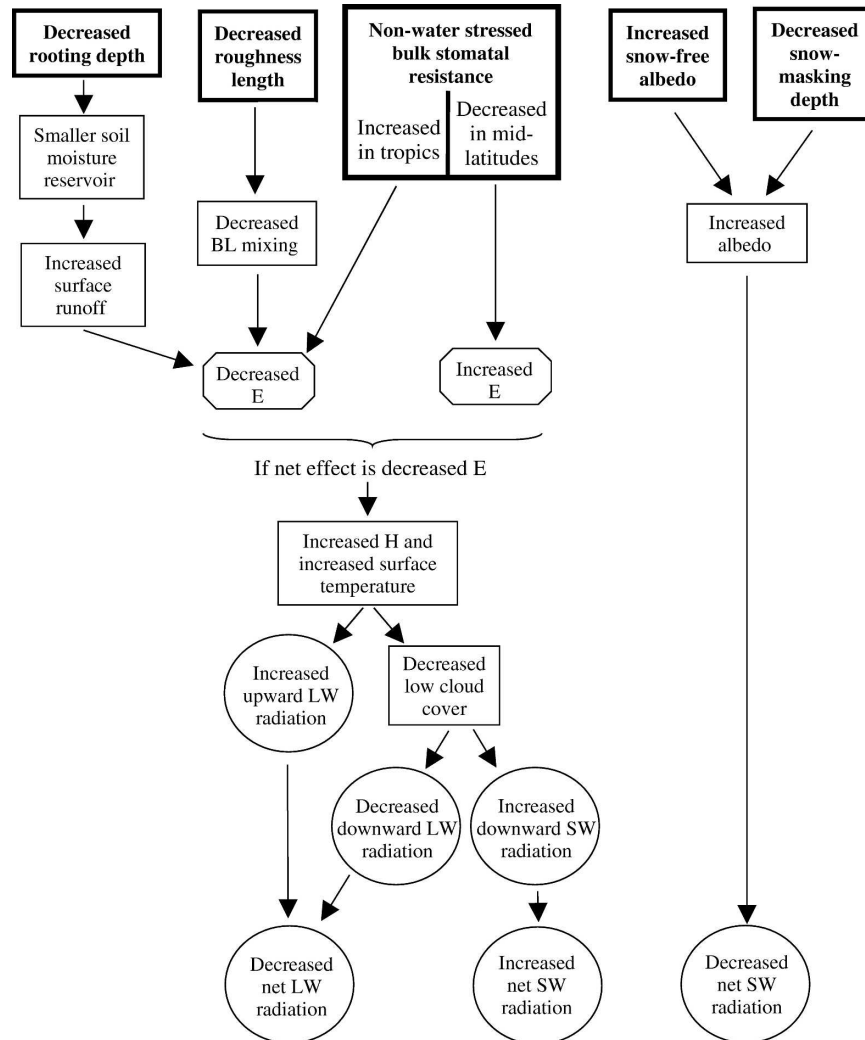 Decreased
rooting depth
Decreased
roughness
length
Non-water stressed
bulk stomatal
resistance
Increased
in tropics
Decreased
in mid-
latitudes
Increased
snow-free
albedo
Decreased
snow-
masking
depth
Smaller soil
moisture
reservoir
Decreased
BL mixing
Increased
albedo
Increased
surface
runoff
Decreased
E
Increased
E
If net effect is decreased E
Increased H and
increased surface
temperature
Increased
upward LW
radiation
Decreased
low cloud
cover
Decreased
downward LW
radiation
Increased
downward SW
radiation
Decreased
net LW
radiation
Increased
net SW
radiation
Decreased
net SW
radiation